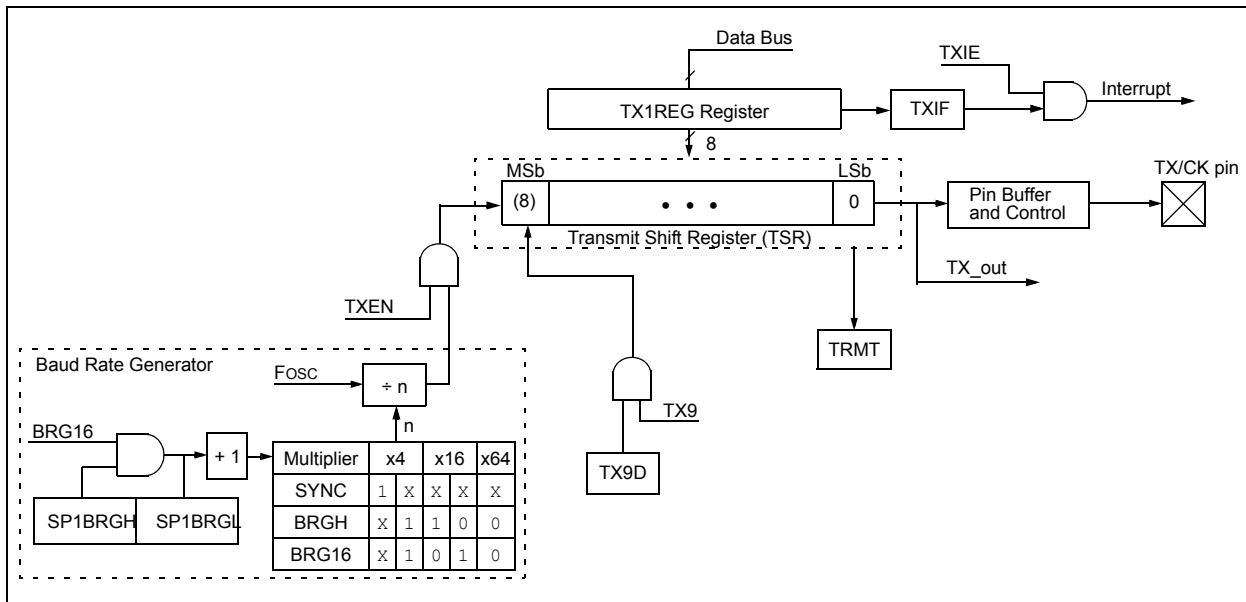 Data Bus
TXIE
Interrupt
TX1REG Register
TXIF
8
MSb
LSb
TX/CK pin
(8)
• • •
0
Pin Buffer
and Control
Transmit Shift Register (TSR)
TX_out
TXEN
TRMT
Baud Rate Generator
FOSC
÷ n
TX9
n
BRG16
+ 1
Multiplier x4 x16 x64
SYNC 1 X X X X
BRGH X 1 1 0 0
BRG16 X 1 0 1 0
TX9D
SP1BRGH SP1BRGL